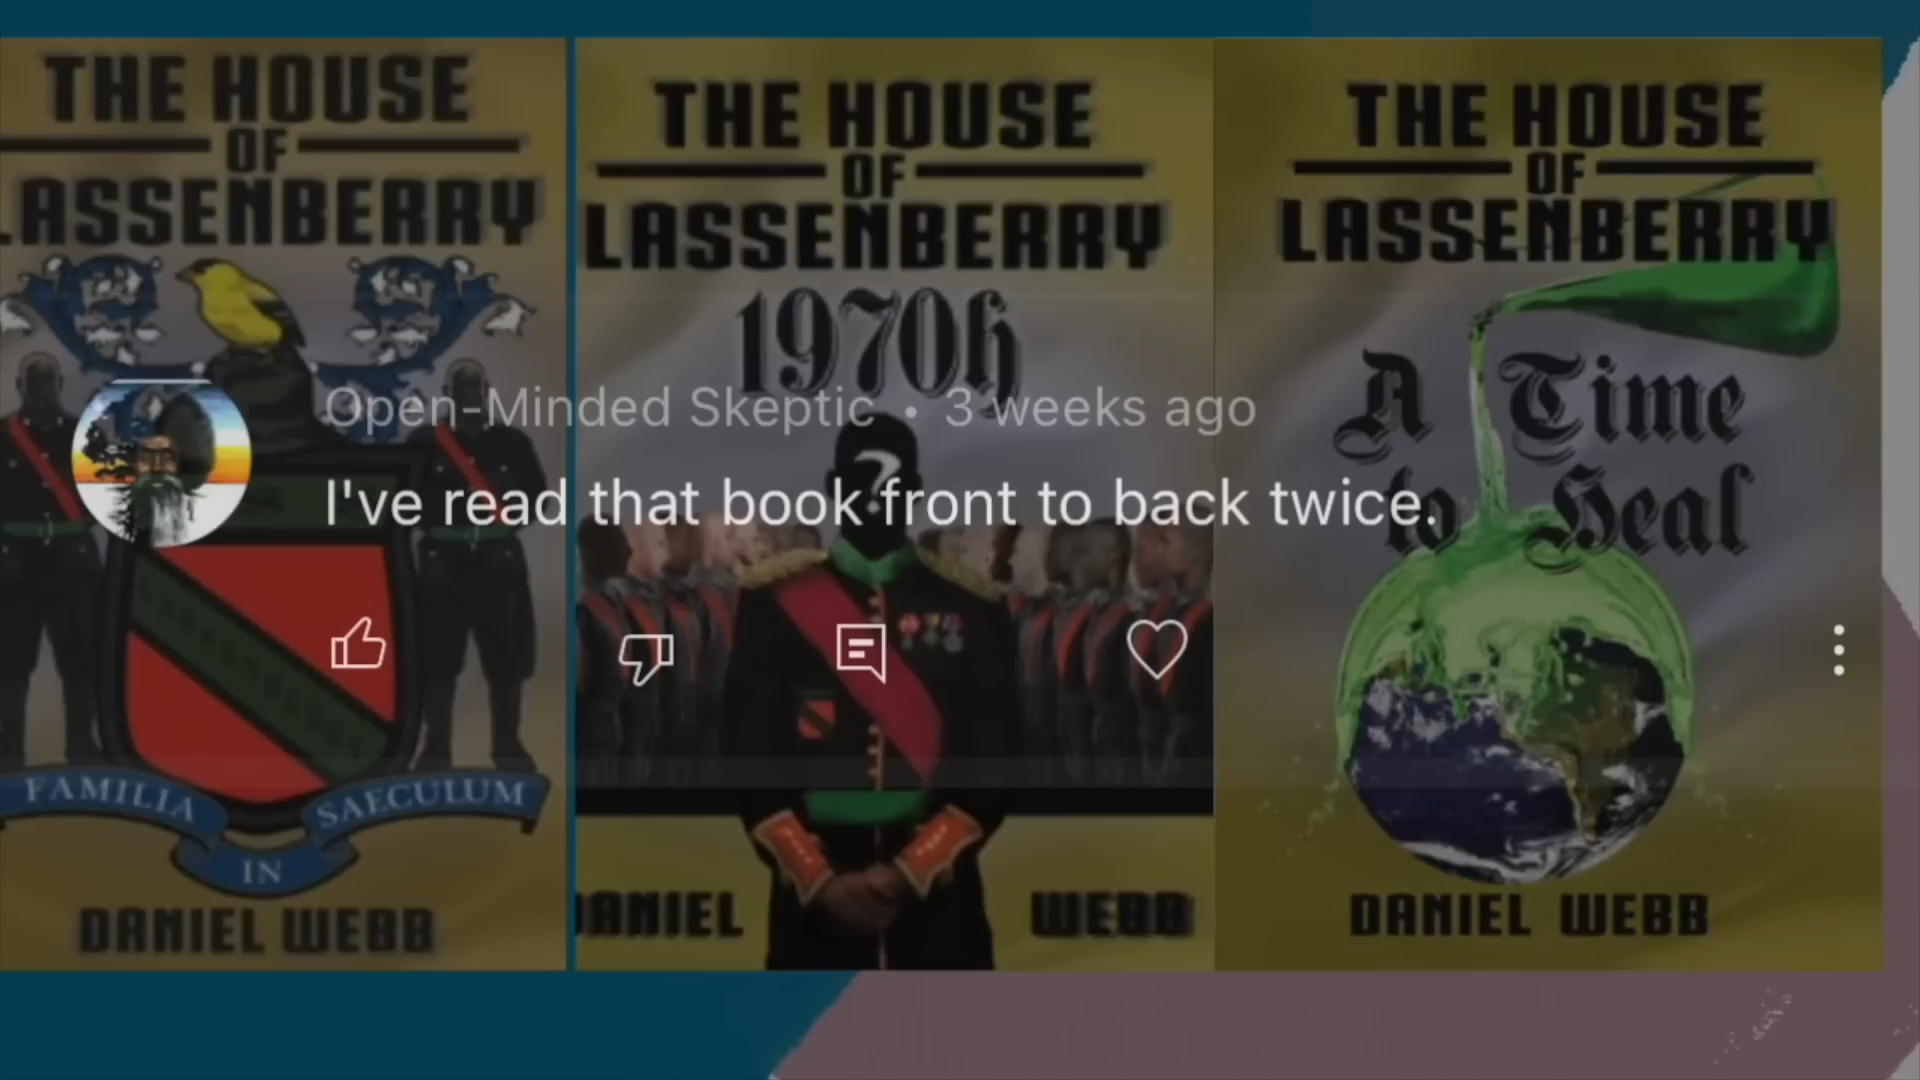 THE HOUSE
OF
LASSENBERRY
FAMILIA
IN
SAECULUM
DANIEL WEBB
THE HOUSE
OF
LASSENBERRY
1970h
?
DANIEL WEBB
THE HOUSE
OF
LASSENBERRY
A Time
to Heal
DANIEL WEBB
Open-Minded Skeptic • 3 weeks ago
I've read that book front to back twice.